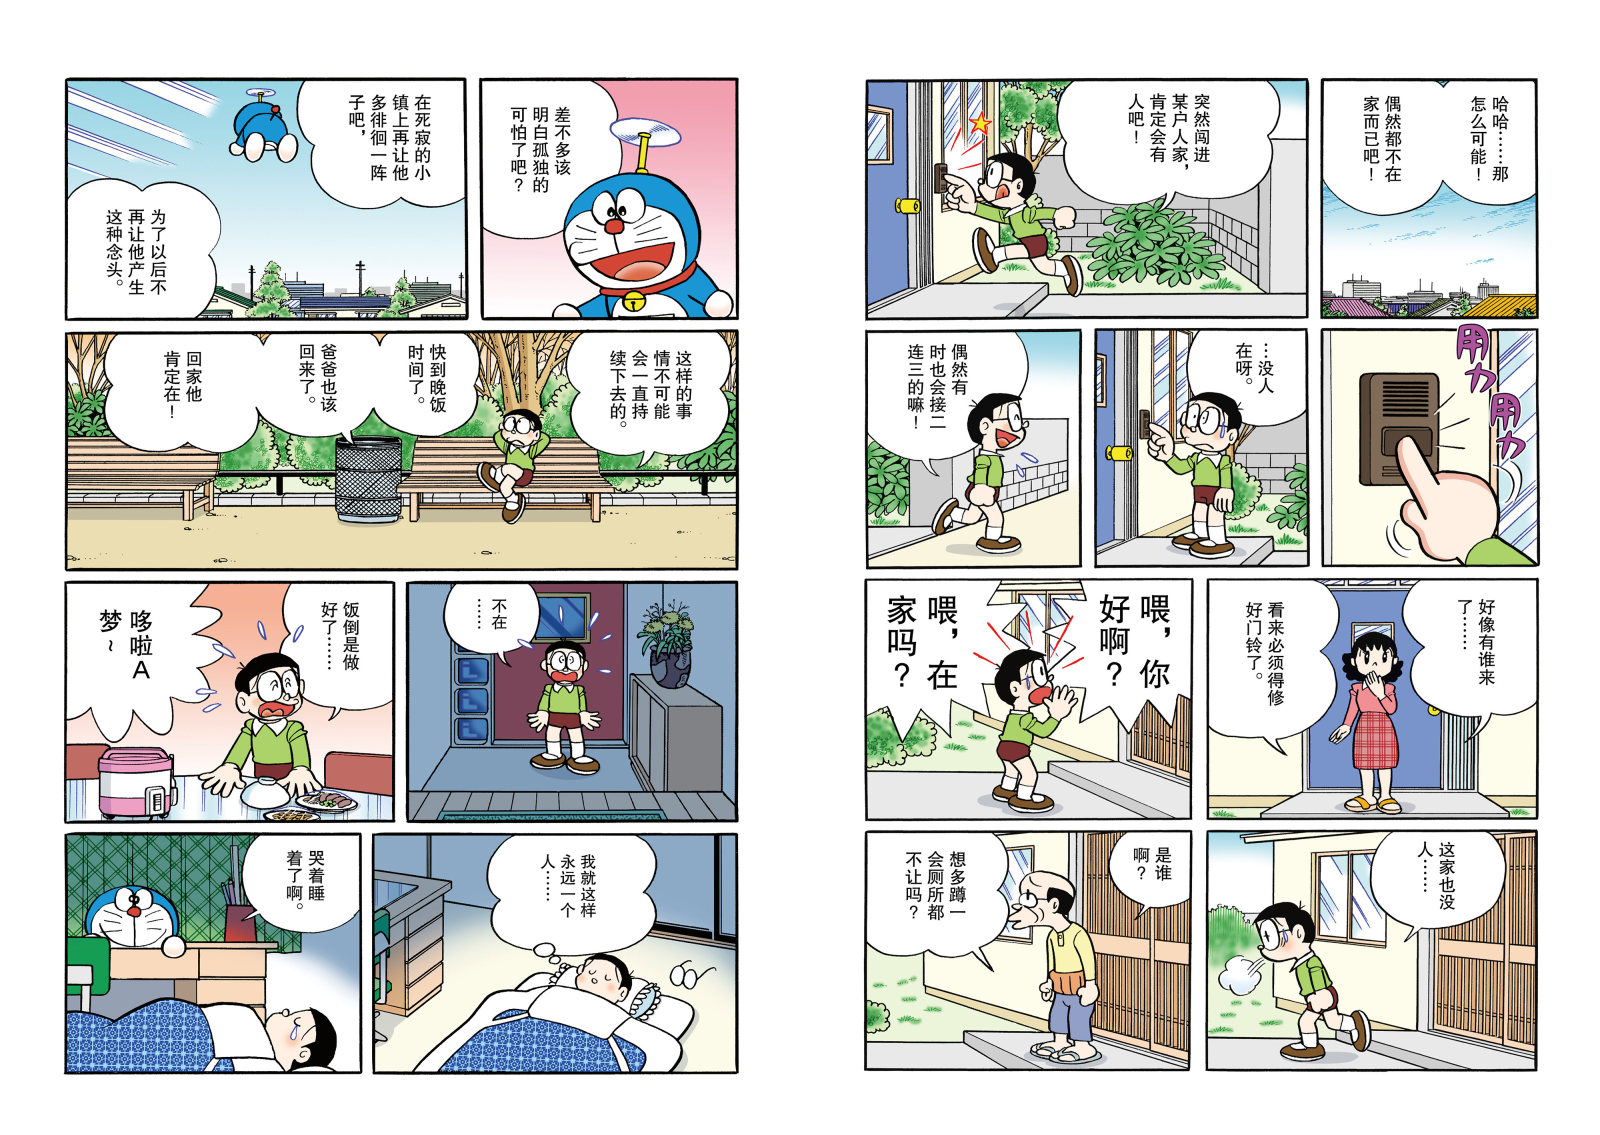 哈哈……那
怎么可能！
偶然都不在
家而已吧！
突然闯进
某户人家，
肯定会有
人吧！
用力
用力
…没人
在呀。
偶然有
时也会接二
连三的嘛！
好像有谁来
了……
看来必须得修
好门铃了。
喂，你
好啊？
喂，在
家吗？
这家也没
人……
是谁
啊？
想多蹲一
会厕所都
不让吗？
差不多该
明白孤独的
可怕了吧？
在死寂的小
镇上再让他
多徘徊一阵
子吧，
为了以后不
再让他产生
这种念头。
这样的事
情不可能
会一直持
续下去的。
快到晚饭
时间了。
爸爸也该
回来了。
回家他
肯定在！
不在
……
饭倒是做
好了……
哆啦A
梦~
我就这样
永远一个
人……
哭着睡
着了啊。